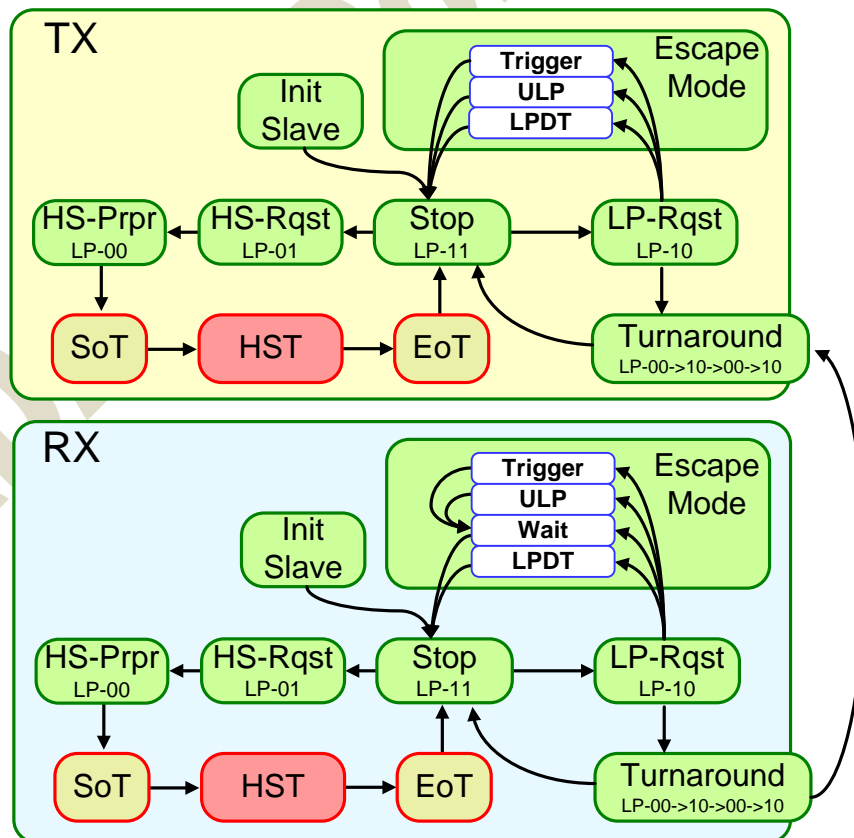 TX
Escape
Mode
Trigger
ULP
LPDT
Init
Slave
HS-Prpr
LP-00
HS-Rqst
LP-01
Stop
LP-11
LP-Rqst
LP-10
SoT
HST
EoT
Turnaround
LP-00->10->00->10
RX
Escape
Mode
Trigger
ULP
Wait
LPDT
Init
Slave
HS-Prpr
LP-00
HS-Rqst
LP-01
Stop
LP-11
LP-Rqst
LP-10
SoT
HST
EoT
Turnaround
LP-00->10->00->10